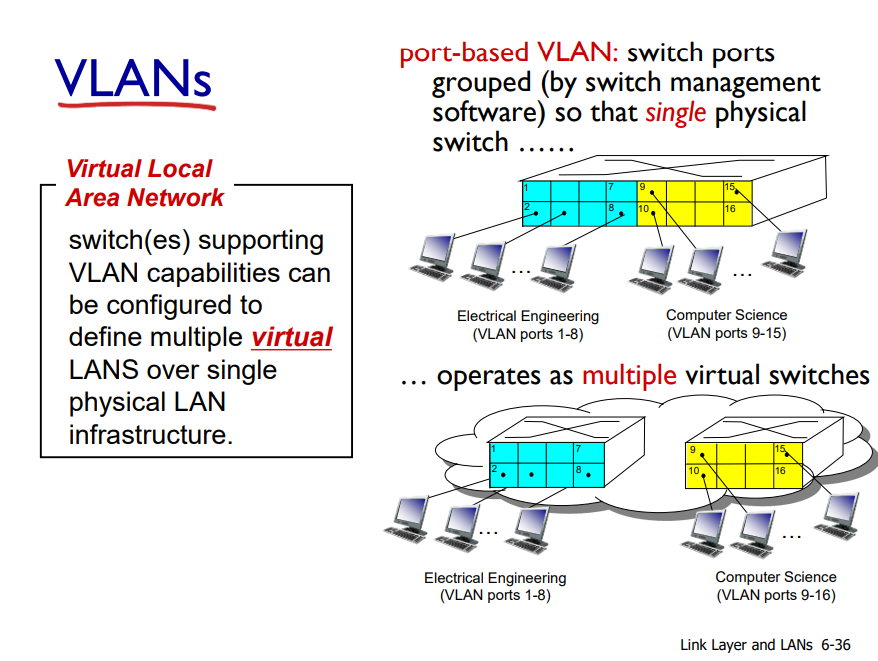 VLANs
Virtual Local
Area Network
switch(es) supporting
VLAN capabilities can
be configured to
define multiple virtual
LANS over single
physical LAN
infrastructure.
port-based VLAN: switch ports
grouped (by switch management
software) so that single physical
switch ……
1 7 9 15
2 8 10 16
…
…
Electrical Engineering
(VLAN ports 1-8)
Computer Science
(VLAN ports 9-15)
… operates as multiple virtual switches
1 7
2 8
9 15
10 16
…
…
Electrical Engineering
(VLAN ports 1-8)
Computer Science
(VLAN ports 9-16)
Link Layer and LANs 6-36